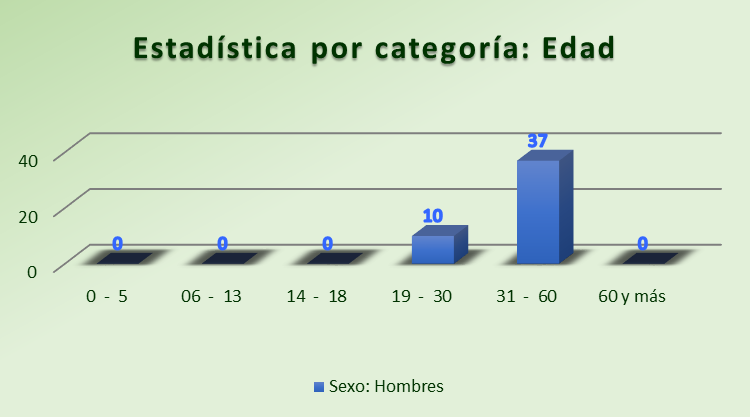 Estadística por categoría: Edad
40
20
0
0
0
0
10
37
0
0 - 5
06 - 13
14 - 18
19 - 30
31 - 60
60 y más
Sexo: Hombres